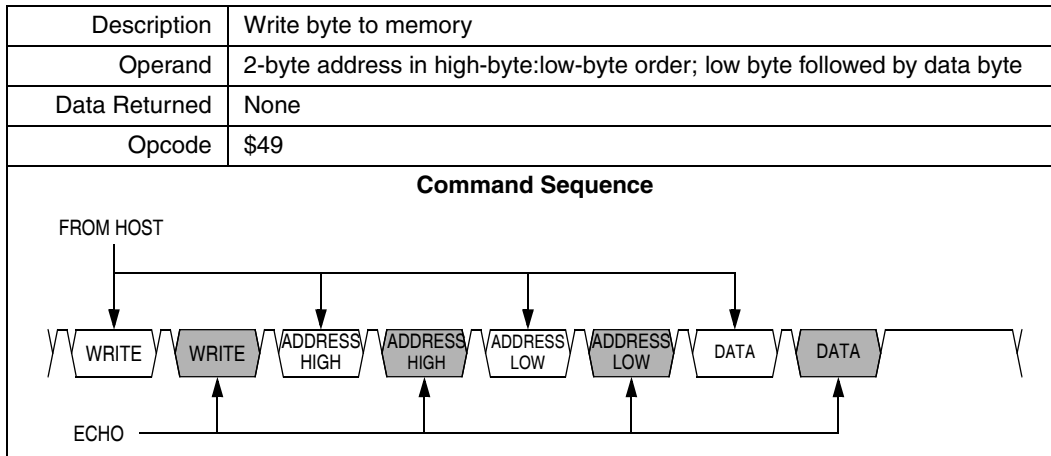 Description Write byte to memory
Operand 2-byte address in high-byte:low-byte order; low byte followed by data byte
Data Returned None
Opcode $49
Command Sequence
FROM HOST
WRITE WRITE ADDRESS HIGH ADDRESS HIGH ADDRESS LOW ADDRESS LOW DATA DATA
ECHO